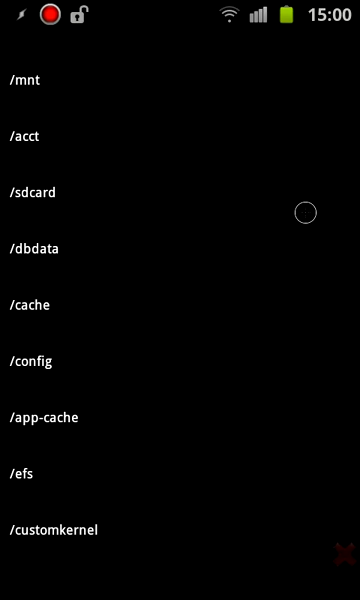 15:00
/mnt
/acct
/sdcard
/dbdata
/cache
/config
/app-cache
/efs
/customkernel